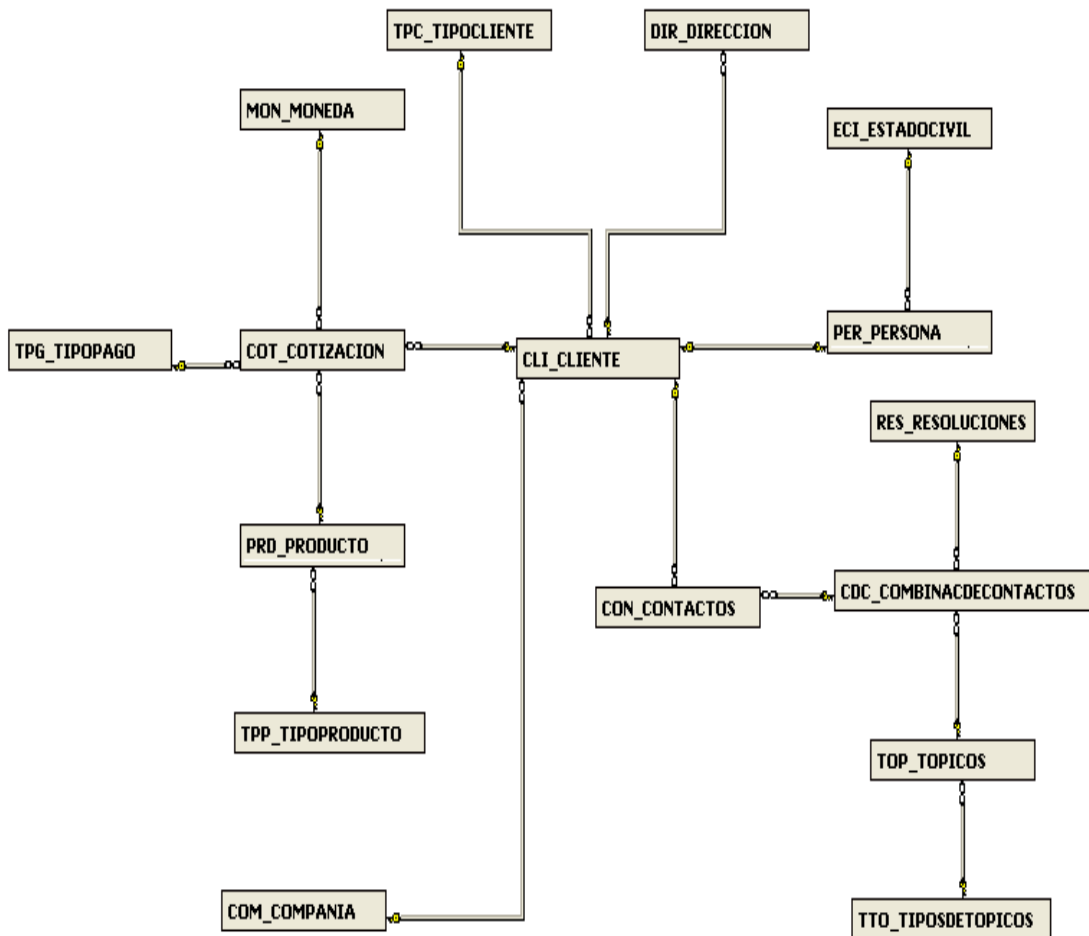 TPC_TIPOCLIENTE
DIR_DIRECCION
MON_MONEDA
ECI_ESTADOCIVIL
TPG_TIPOPAGO
COT_COTIZACION
CLI_CLIENTE
PER_PERSONA
RES_RESOLUCIONES
PRD_PRODUCTO
CON_CONTACTOS
CDC_COMBINACDECONTACTOS
TPP_TIPOPRODUCTO
TOP_TOPICOS
COM_COMPANIA
TTO_TIPOSDETOPICOS